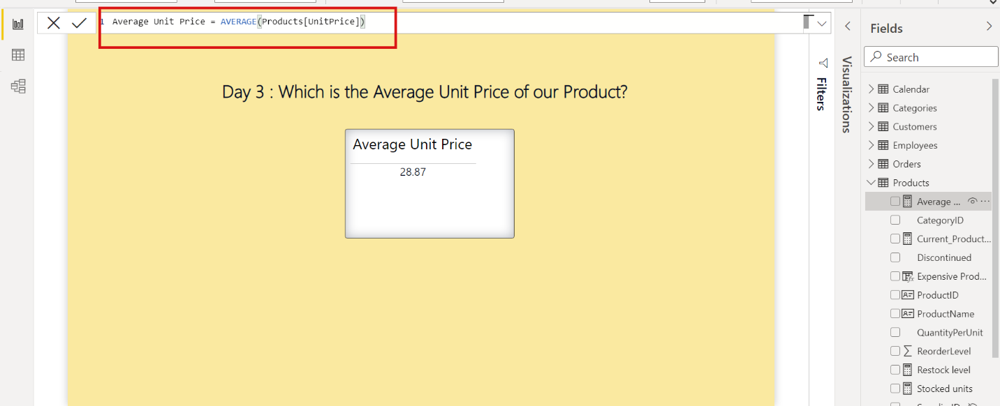 1 Average Unit Price = AVERAGE(Products[UnitPrice])
Day 3 : Which is the Average Unit Price of our Product?
Average Unit Price
28.87
Filters
Visualizations
Fields
Search
Calendar
Categories
Customers
Employees
Orders
Products
Average ...
CategoryID
Current_Product...
Discontinued
Expensive Prod...
ProductID
ProductName
QuantityPerUnit
ReorderLevel
Restock level
Stocked units